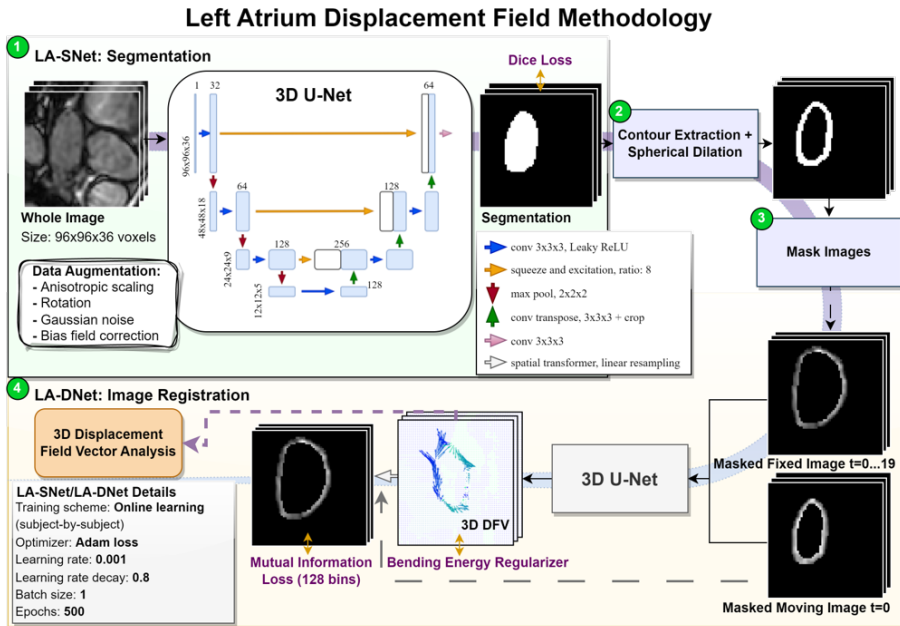 Left Atrium Displacement Field Methodology
1
LA-SNet: Segmentation
Whole Image
Size: 96x96x36 voxels
Data Augmentation:
- Anisotropic scaling
- Rotation
- Gaussian noise
- Bias field correction
3D U-Net
1
32
64
96x96x36
64
128
48x48x18
128
256
24x24x9
128
12x12x5
Dice Loss
Segmentation
conv 3x3x3, Leaky ReLU
squeeze and excitation, ratio: 8
max pool, 2x2x2
conv transpose, 3x3x3 + crop
conv 3x3x3
spatial transformer, linear resampling
2
Contour Extraction +
Spherical Dilation
3
Mask Images
4
LA-DNet: Image Registration
3D Displacement
Field Vector Analysis
LA-SNet/LA-DNet Details
Training scheme: Online learning
(subject-by-subject)
Optimizer: Adam loss
Learning rate: 0.001
Learning rate decay: 0.8
Batch size: 1
Epochs: 500
Mutual Information
Loss (128 bins)
3D DFV
Bending Energy Regularizer
3D U-Net
Masked Fixed Image t=0...19
Masked Moving Image t=0